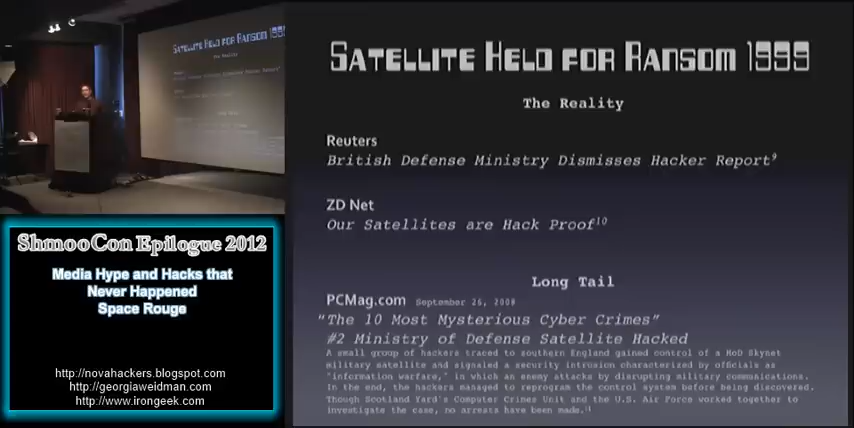 SATELLITE HELD FOR RANSOM 1999
The Reality
Reuters
British Defense Ministry Dismisses Hacker Report9
ZD Net
Our Satellites are Hack Proof10
Long Tail
PCMag.com September 26, 2008
"The 10 Most Mysterious Cyber Crimes"
#2 Ministry of Defense Satellite Hacked
A small group of hackers traced to southern England gained control of a MoD Skynet
military satellite and signaled a security intrusion characterized by officials as
"information warfare," in which an enemy attacks by disrupting military communications.
In the end, the hackers managed to reprogram the control system before being discovered.
Though Scotland Yard's Computer Crimes Unit and the U.S. Air Force worked together to
investigate the case, no arrests have been made.11
SATELLITE HELD FOR RANSOM 1999
The Reality
ShmooCon Epilogue 2012
Media Hype and Hacks that
Never Happened
Space Rouge
http://novahackers.blogspot.com
http://georgiaweidman.com
http://www.irongeek.com